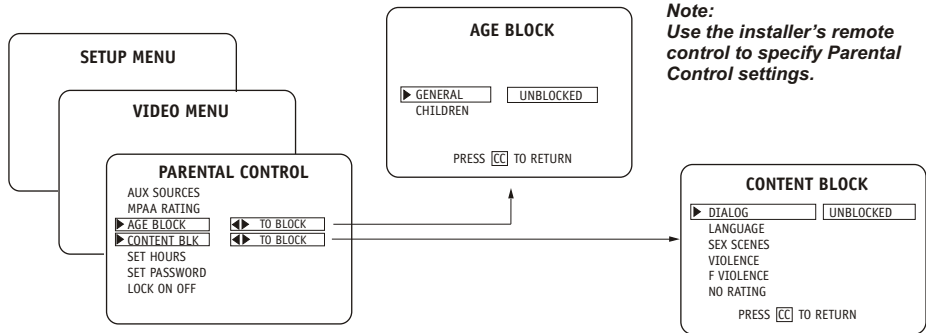 SETUP MENU
VIDEO MENU
PARENTAL CONTROL
AUX SOURCES
MPAA RATING
AGE BLOCK TO BLOCK
CONTENT BLK TO BLOCK
SET HOURS
SET PASSWORD
LOCK ON OFF
AGE BLOCK
GENERAL UNBLOCKED
CHILDREN
PRESS CC TO RETURN
Note:
Use the installer’s remote
control to specify Parental
Control settings.
CONTENT BLOCK
DIALOG UNBLOCKED
LANGUAGE
SEX SCENES
VIOLENCE
F VIOLENCE
NO RATING
PRESS CC TO RETURN